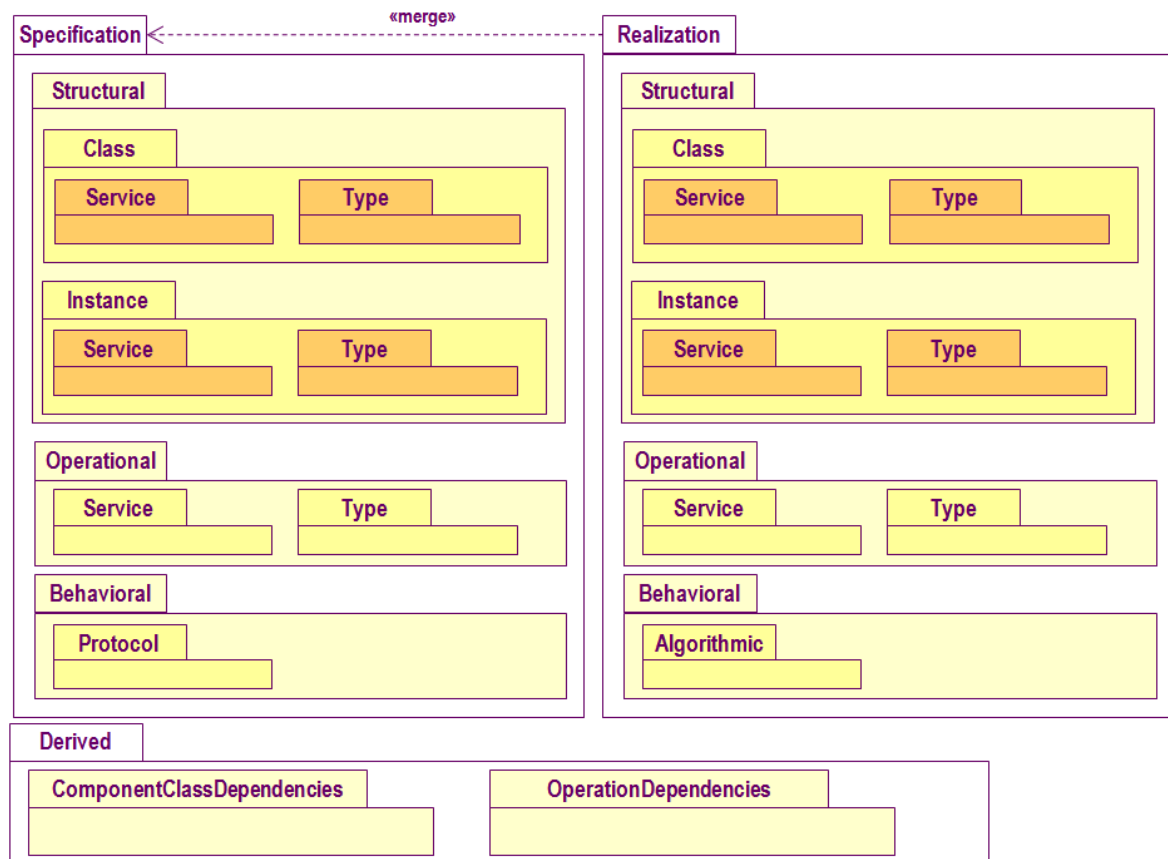 «merge»
Specification
Realization
Structural
Structural
Class
Class
Service Type
Service Type
Instance
Instance
Service Type
Service Type
Operational
Operational
Service Type
Service Type
Behavioral
Behavioral
Protocol
Algorithmic
Derived
ComponentClassDependencies
OperationDependencies